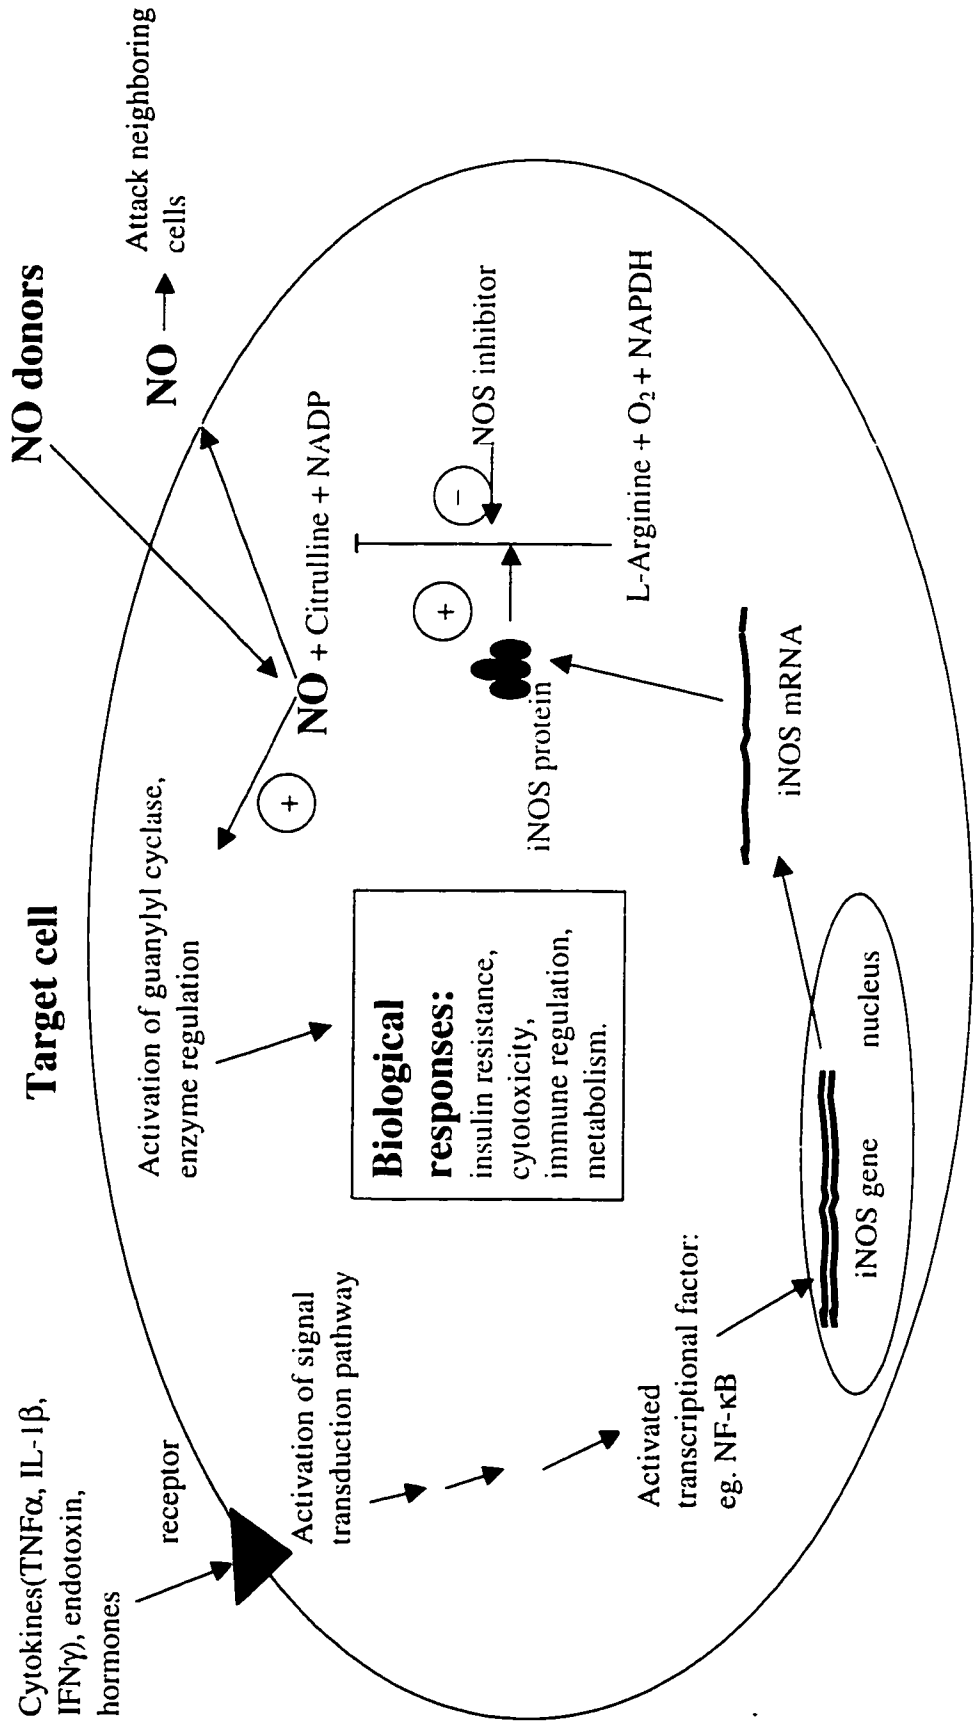 Target cell
NO donors
Cytokines(TNFα, IL-1β,
IFNγ), endotoxin,
hormones
receptor
Activation of signal
transduction pathway
Activated
transcriptional factor:
eg. NF-κB
iNOS gene
nucleus
iNOS mRNA
iNOS protein
+
−
NOS inhibitor
L-Arginine + O₂ + NAPDH
NO + Citrulline + NADP
+
NO
Attack neighboring
cells
Activation of guanylyl cyclase,
enzyme regulation
Biological
responses:
insulin resistance,
cytotoxicity,
immune regulation,
metabolism.